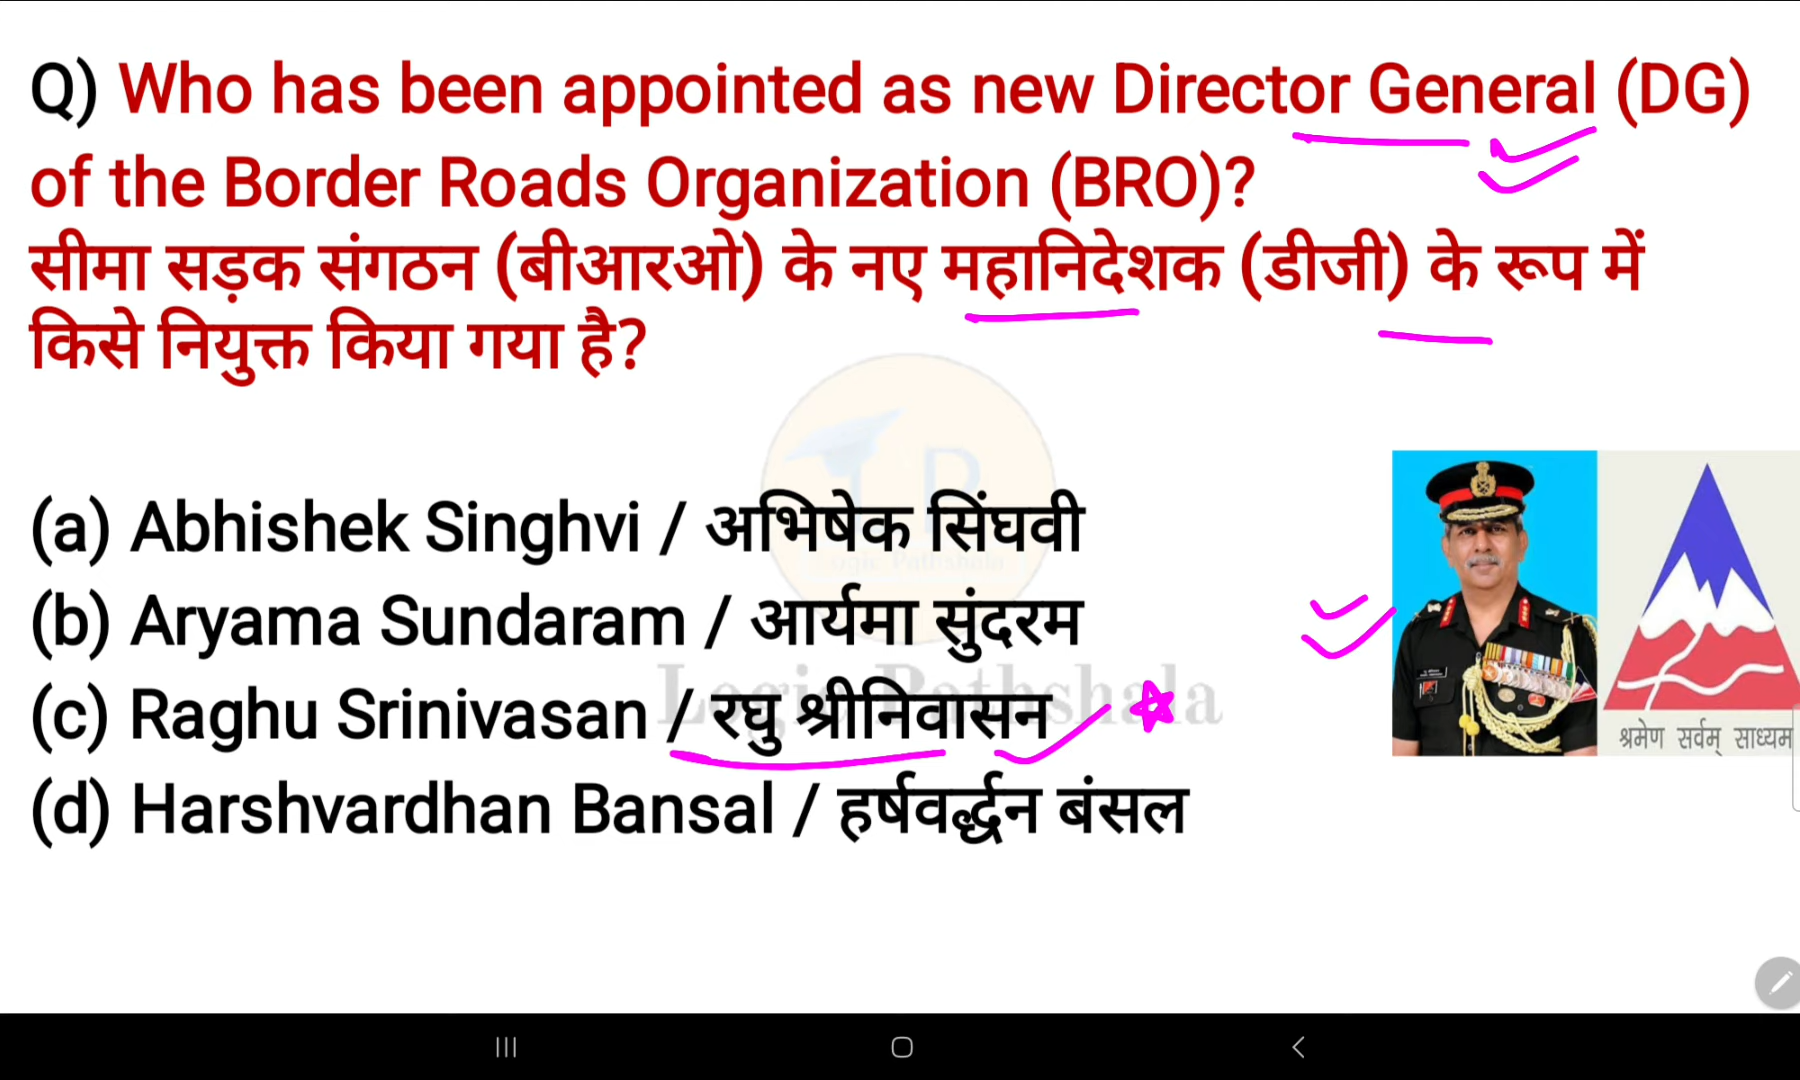 Q) Who has been appointed as new Director General (DG)
of the Border Roads Organization (BRO)?
सीमा सड़क संगठन (बीआरओ) के नए महानिदेशक (डीजी) के रूप में
किसे नियुक्त किया गया है?
(a) Abhishek Singhvi / अभिषेक सिंघवी
(b) Aryama Sundaram / आर्यमा सुंदरम
(c) Raghu Srinivasan / रघु श्रीनिवासन
(d) Harshvardhan Bansal / हर्षवर्द्धन बंसल
Logic Pathshala
श्रमेण सर्वम् साध्यम